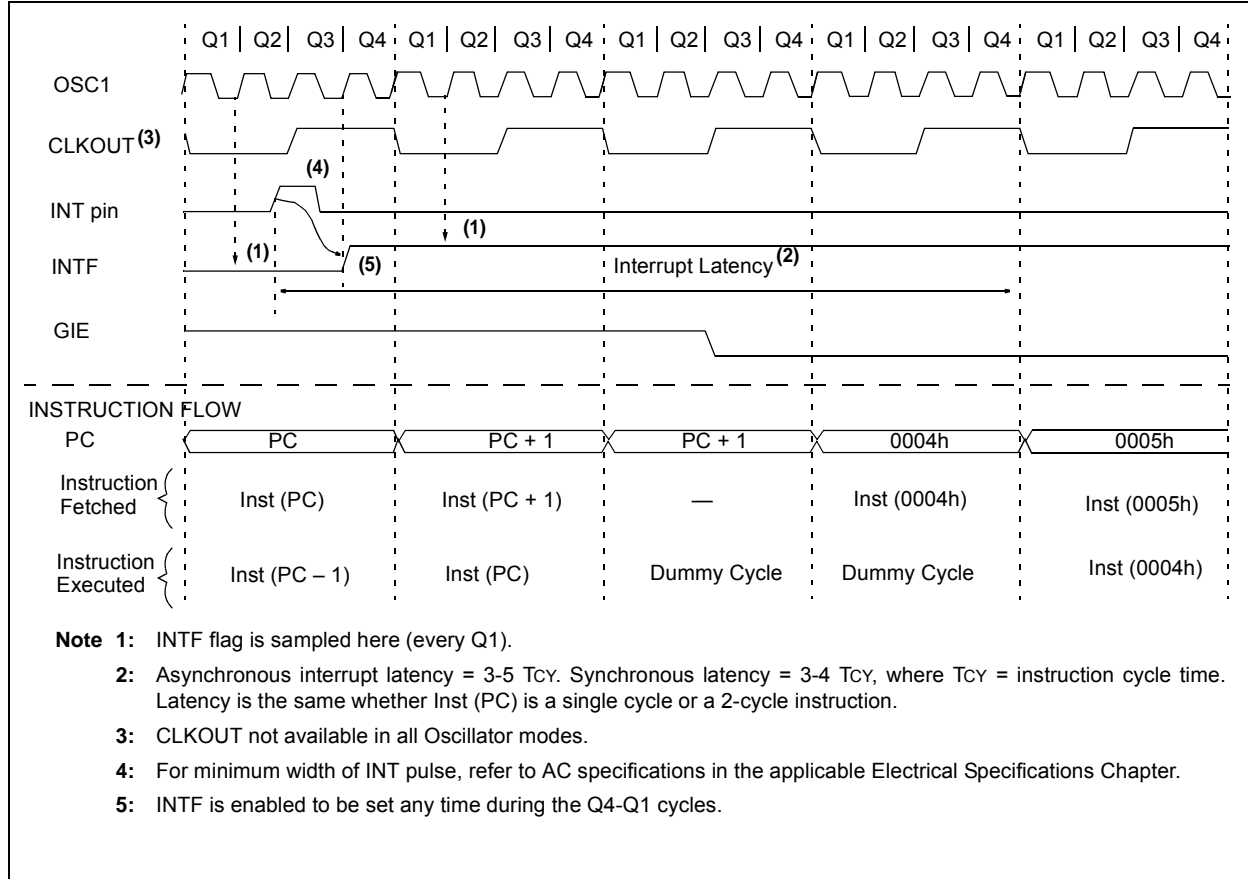 Q1 Q2 Q3 Q4 Q1 Q2 Q3 Q4 Q1 Q2 Q3 Q4 Q1 Q2 Q3 Q4 Q1 Q2 Q3 Q4
OSC1
CLKOUT (3)
(4)
INT pin
(1)
(1)
INTF
(5)
Interrupt Latency (2)
GIE
INSTRUCTION FLOW
PC PC PC + 1 PC + 1 0004h 0005h
Instruction
Fetched
Inst (PC) Inst (PC + 1) — Inst (0004h) Inst (0005h)
Instruction
Executed
Inst (PC – 1) Inst (PC) Dummy Cycle Dummy Cycle Inst (0004h)
Note 1: INTF flag is sampled here (every Q1).
2: Asynchronous interrupt latency = 3-5 TCY. Synchronous latency = 3-4 TCY, where TCY = instruction cycle time.
Latency is the same whether Inst (PC) is a single cycle or a 2-cycle instruction.
3: CLKOUT not available in all Oscillator modes.
4: For minimum width of INT pulse, refer to AC specifications in the applicable Electrical Specifications Chapter.
5: INTF is enabled to be set any time during the Q4-Q1 cycles.